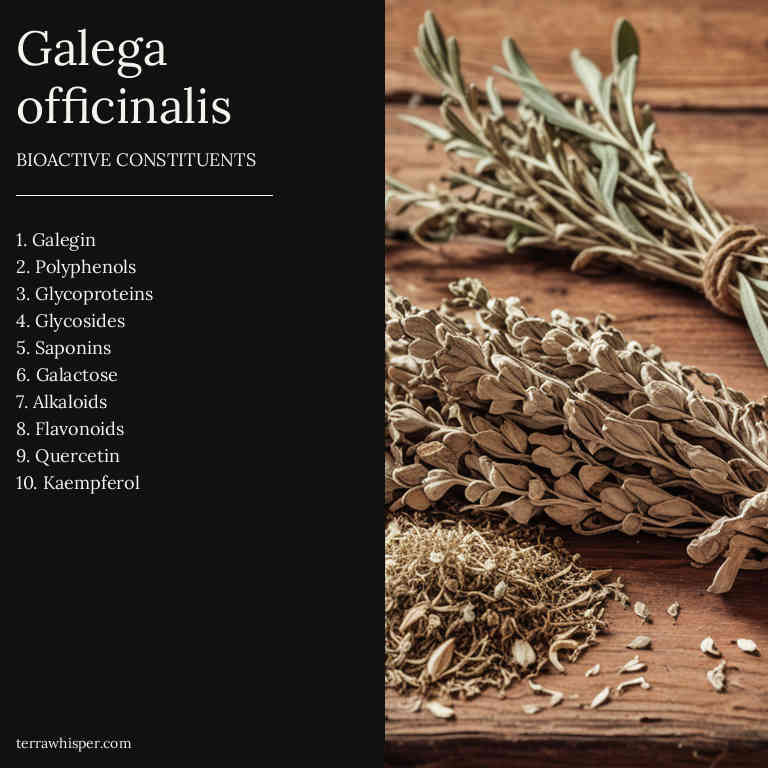 Galega
officinalis
BIOACTIVE CONSTITUENTS
1. Galegin
2. Polyphenols
3. Glycoproteins
4. Glycosides
5. Saponins
6. Galactose
7. Alkaloids
8. Flavonoids
9. Quercetin
10. Kaempferol
terrawhisper.com